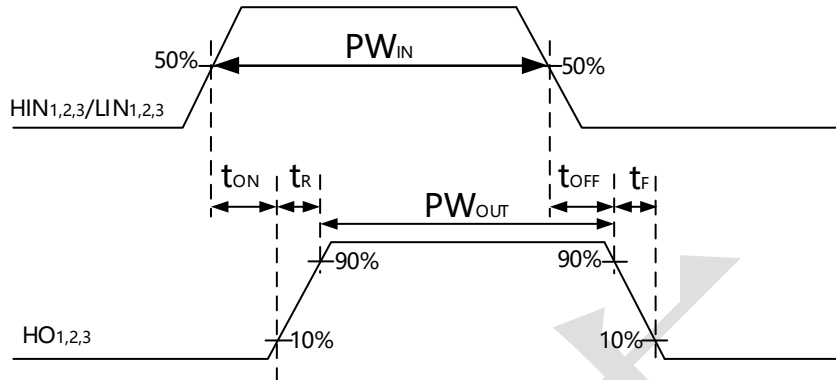 PWIN
50%
50%
HIN1,2,3/LIN1,2,3
tON
tR
tOFF
tF
PWOUT
90%
90%
HO1,2,3
10%
10%